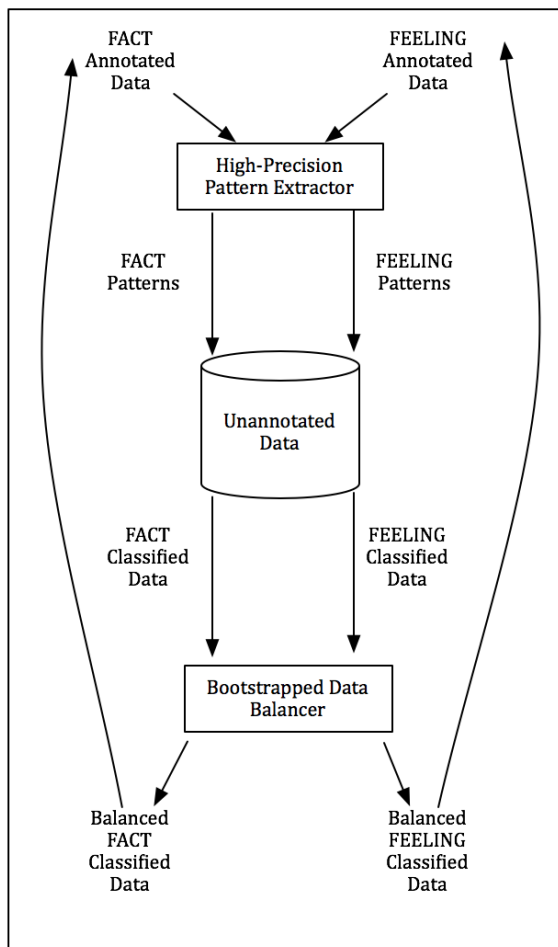 FACT
Annotated
Data
FEELING
Annotated
Data
High-Precision
Pattern Extractor
FACT
Patterns
FEELING
Patterns
Unannotated
Data
FACT
Classified
Data
FEELING
Classified
Data
Bootstrapped Data
Balancer
Balanced
FACT
Classified
Data
Balanced
FEELING
Classified
Data